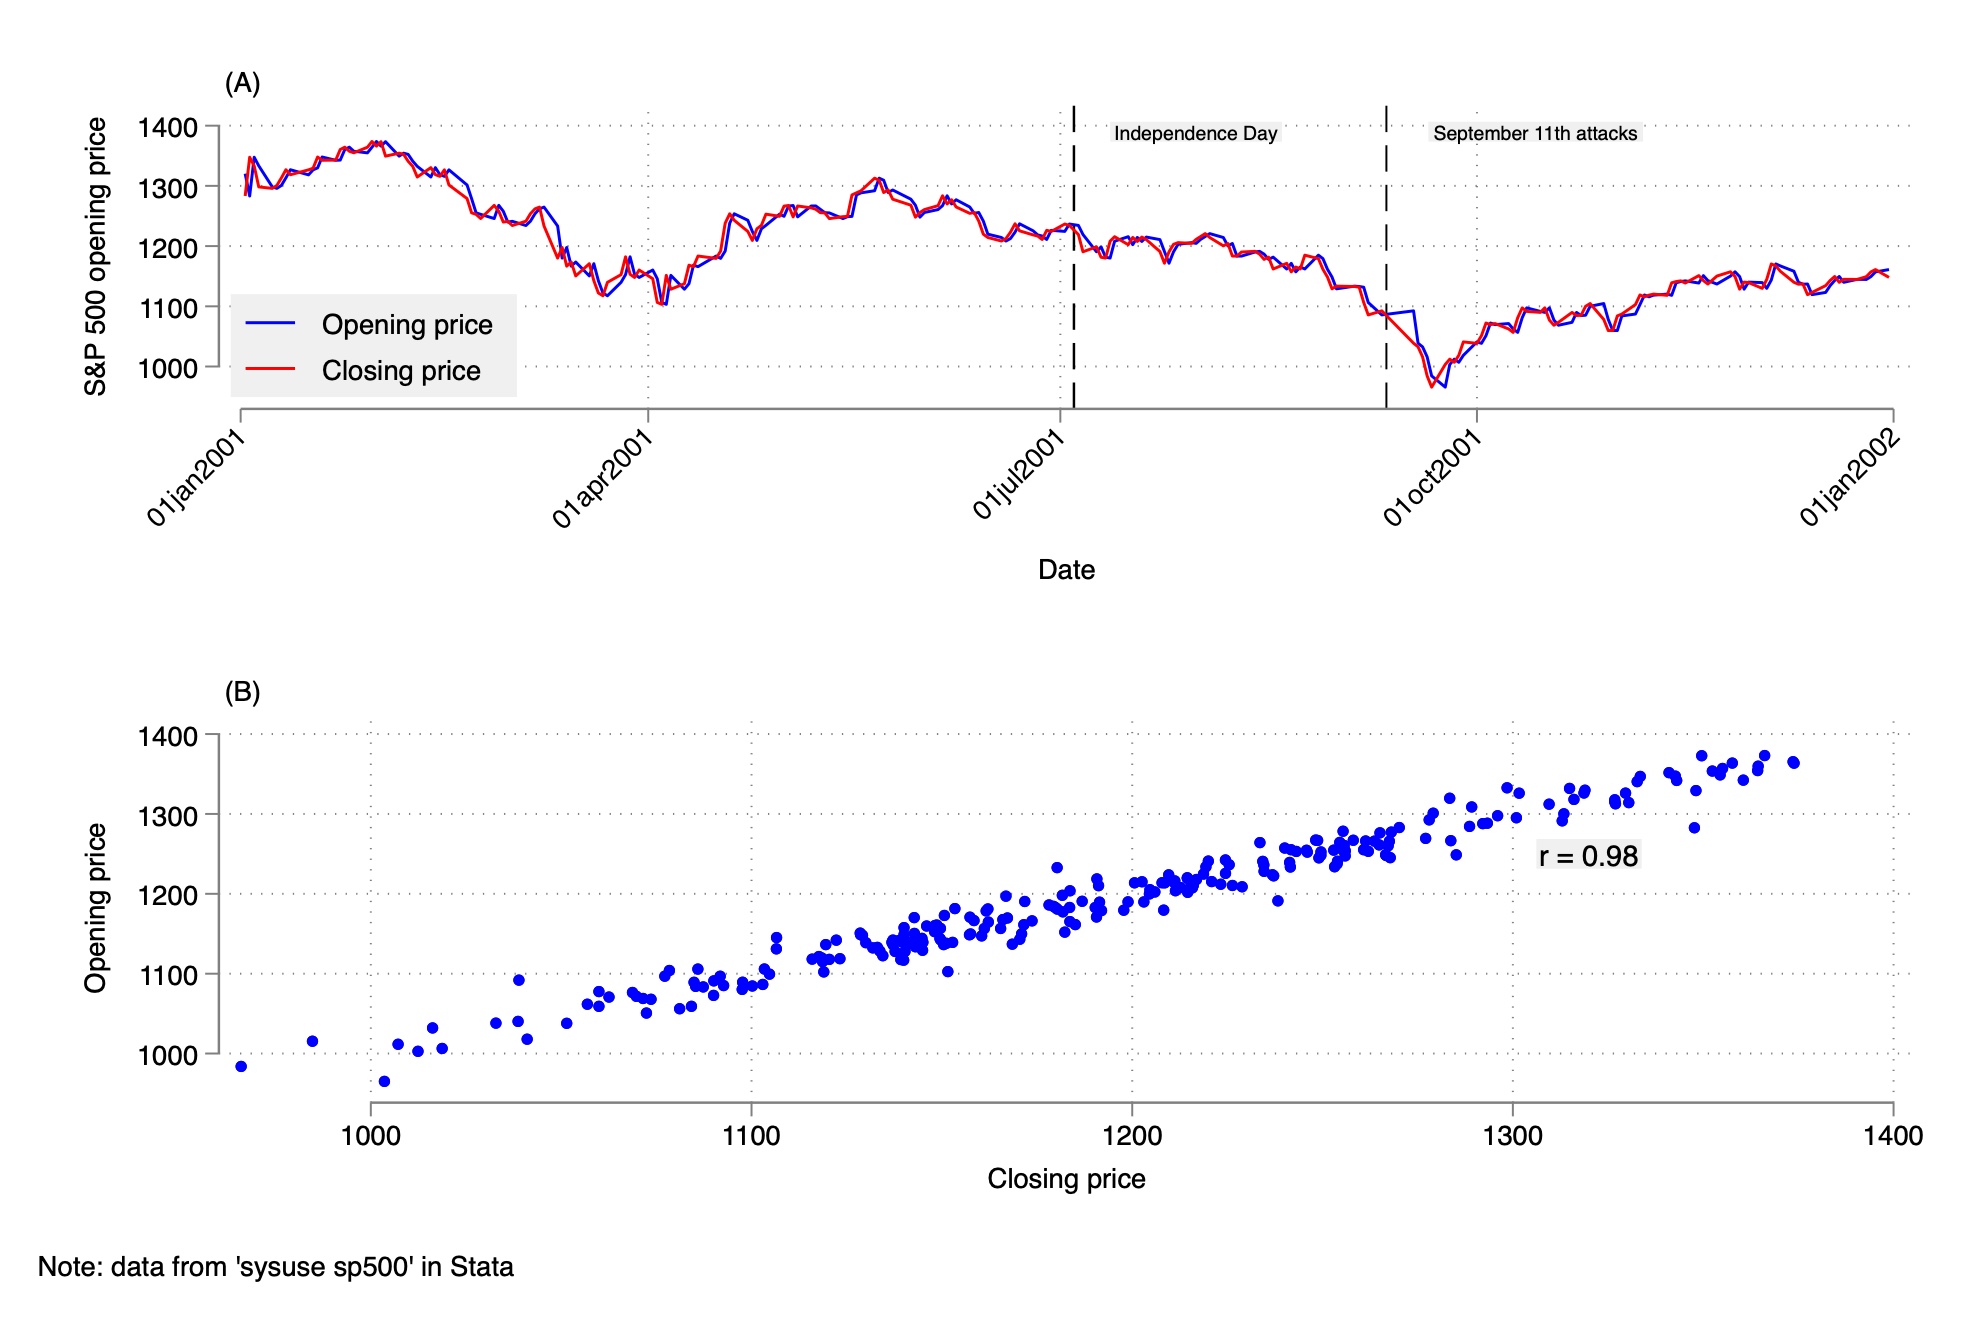 (A)
S&P 500 opening price
1400
1300
1200
1100
1000
Independence Day
September 11th attacks
Opening price
Closing price
01jan2001
01apr2001
01jul2001
01oct2001
01jan2002
Date
(B)
Opening price
1400
1300
1200
1100
1000
r = 0.98
1000
1100
1200
1300
1400
Closing price
Note: data from 'sysuse sp500' in Stata